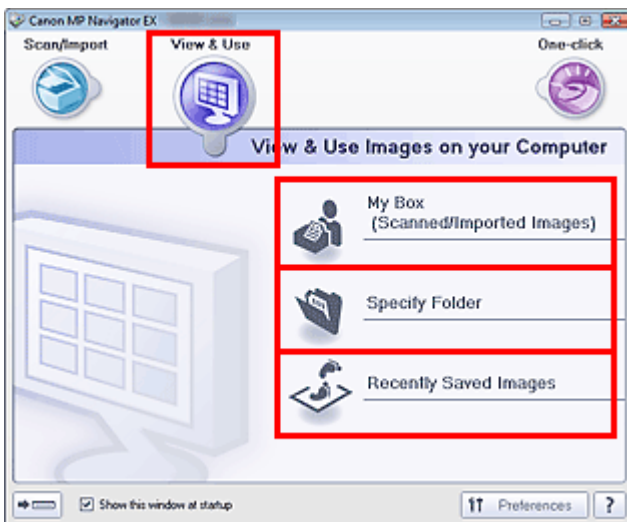 Canon MP Navigator EX
Scan/Import
View & Use
One-click
View & Use Images on your Computer
My Box
(Scanned/Imported Images)
Specify Folder
Recently Saved Images
Show this window at startup
Preferences
?